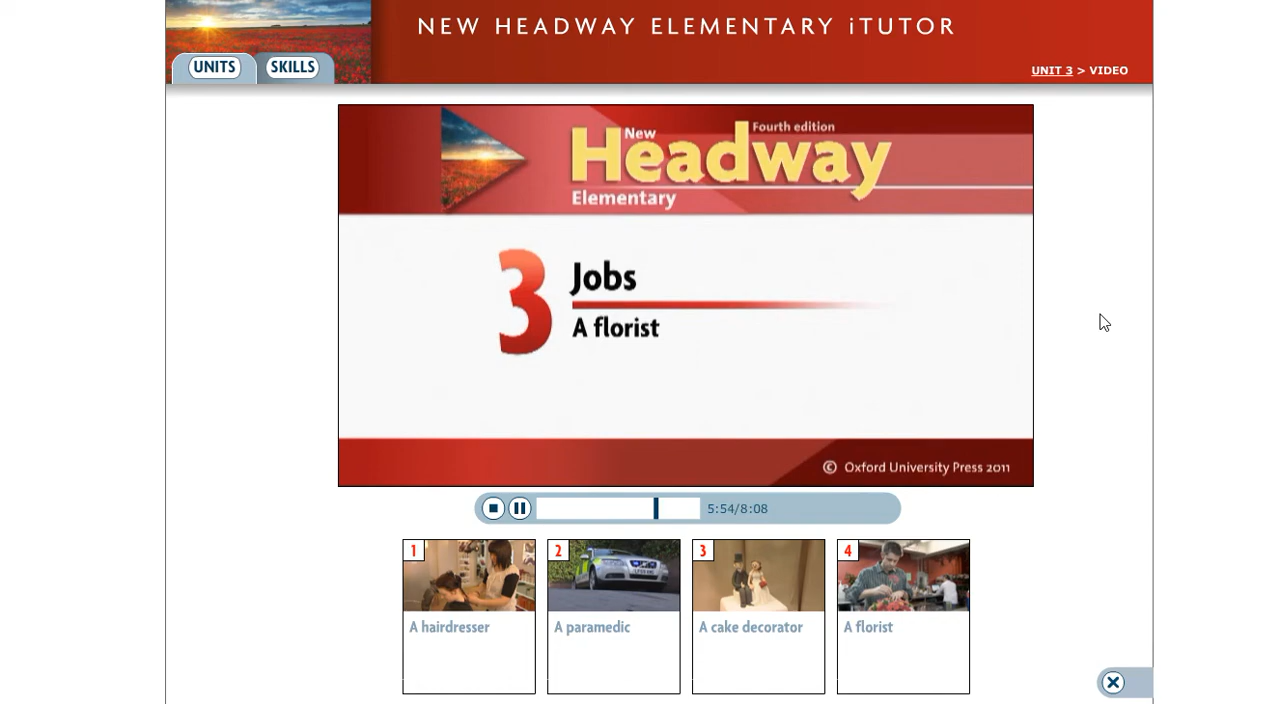 NEW HEADWAY ELEMENTARY iTUTOR
UNITS
SKILLS
UNIT 3 > VIDEO
New
Fourth edition
Headway
Elementary
3
Jobs
A florist
© Oxford University Press 2011
5:54/8:08
1
2
3
4
A hairdresser
A paramedic
A cake decorator
A florist